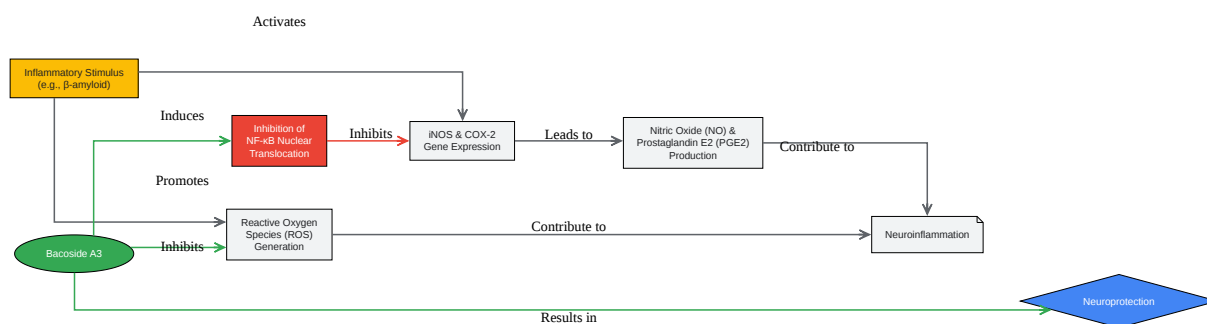 Activates
Inflammatory Stimulus
(e.g., β-amyloid)
Induces
Inhibition of
NF-κB Nuclear
Translocation
Inhibits
iNOS & COX-2
Gene Expression
Leads to
Nitric Oxide (NO) &
Prostaglandin E2 (PGE2)
Production
Contribute to
Promotes
Reactive Oxygen
Species (ROS)
Generation
Contribute to
Neuroinflammation
Bacoside A3
Inhibits
Neuroprotection
Results in